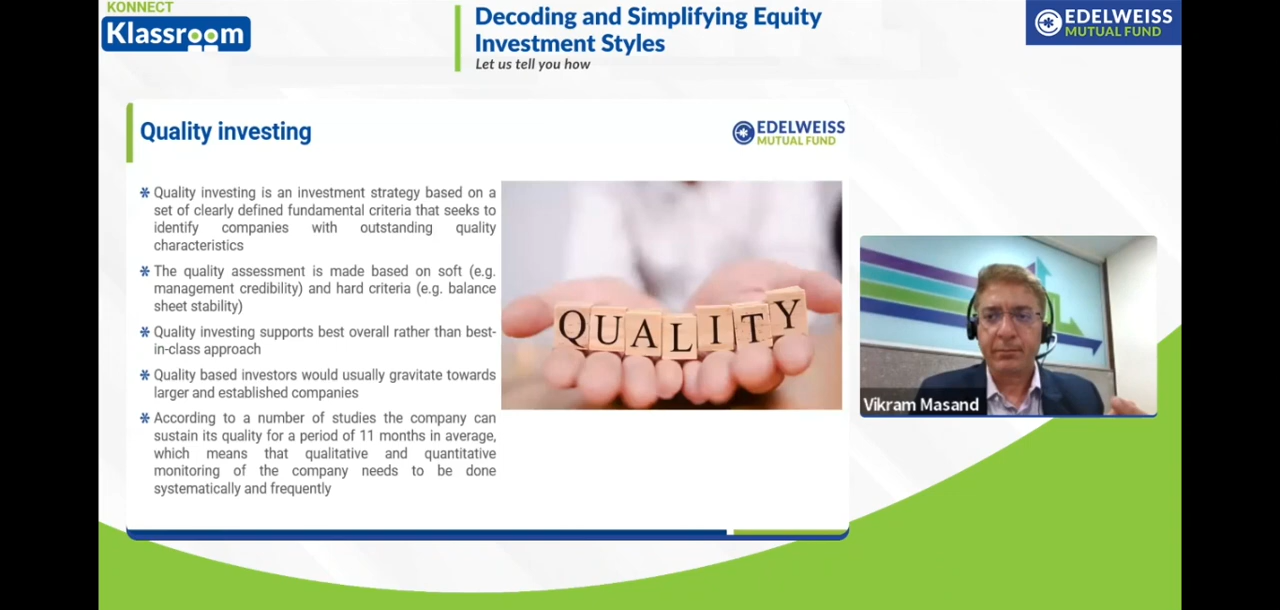 KONNECT
Klassroom
Decoding and Simplifying Equity
Investment Styles
Let us tell you how
EDELWEISS
MUTUAL FUND
Quality investing
EDELWEISS
MUTUAL FUND
* Quality investing is an investment strategy based on a
set of clearly defined fundamental criteria that seeks to
identify companies with outstanding quality
characteristics
* The quality assessment is made based on soft (e.g.
management credibility) and hard criteria (e.g. balance
sheet stability)
* Quality investing supports best overall rather than best-
in-class approach
* Quality based investors would usually gravitate towards
larger and established companies
* According to a number of studies the company can
sustain its quality for a period of 11 months in average,
which means that qualitative and quantitative
monitoring of the company needs to be done
systematically and frequently
QUALITY
Vikram Masand